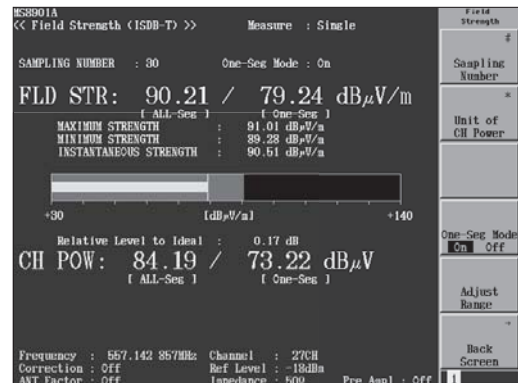 MS8901A
<< Field Strength (ISDB-T) >> Measure : Single
SAMPLING NUMBER : 30 One-Seg Mode : On
FLD STR: 90.21 / 79.24 dBμV/m
[ ALL-Seg ] [ One-Seg ]
MAXIMUM STRENGTH : 91.01 dBμV/m
MINIMUM STRENGTH : 89.28 dBμV/m
INSTANTANEOUS STRENGTH : 90.51 dBμV/m
+30 [dBμV/m] +140
Relative Level to Ideal : 0.17 dB
CH POW: 84.19 / 73.22 dBμV
[ ALL-Seg ] [ One-Seg ]
Frequency : 557.142 857MHz Channel : 27CH
Correction : Off Ref Level : -18dBm
ANT Factor : Off Impedance : 50Ω Pre Ampl : Off
Field
Strength
#
Sampling
Number
*
Unit of
CH Power
One-Seg Mode
On Off
Adjust
Range
→
Back
Screen
1